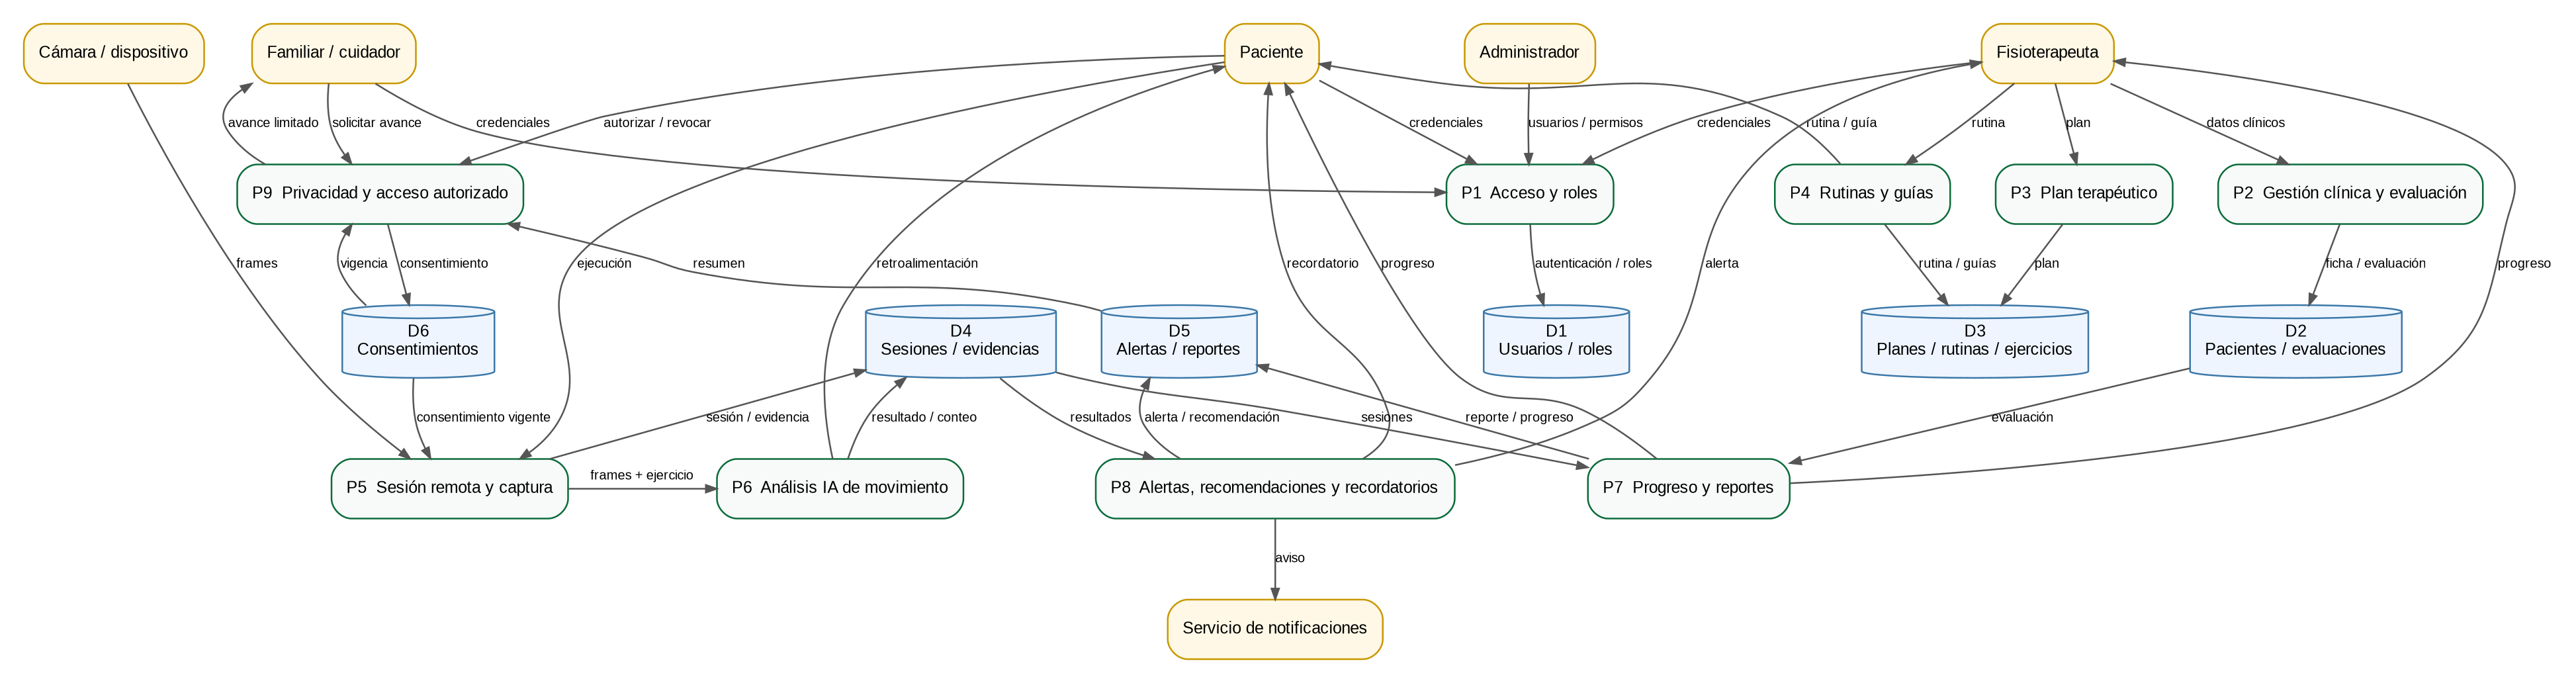 Cámara / dispositivo
Familiar / cuidador
Paciente
Administrador
Fisioterapeuta
avance limitado
solicitar avance
credenciales
autorizar / revocar
credenciales
usuarios / permisos
credenciales
rutina / guía
rutina
plan
datos clínicos
P9 Privacidad y acceso autorizado
P1 Acceso y roles
P4 Rutinas y guías
P3 Plan terapéutico
P2 Gestión clínica y evaluación
frames
vigencia
consentimiento
ejecución
resumen
retroalimentación
recordatorio
progreso
autenticación / roles
alerta
rutina / guías
plan
ficha / evaluación
progreso
D6
Consentimientos
D4
Sesiones / evidencias
D5
Alertas / reportes
D1
Usuarios / roles
D3
Planes / rutinas / ejercicios
D2
Pacientes / evaluaciones
consentimiento vigente
sesión / evidencia
resultado / conteo
resultados
alerta / recomendación
sesiones
reporte / progreso
evaluación
P5 Sesión remota y captura
frames + ejercicio
P6 Análisis IA de movimiento
P8 Alertas, recomendaciones y recordatorios
P7 Progreso y reportes
aviso
Servicio de notificaciones